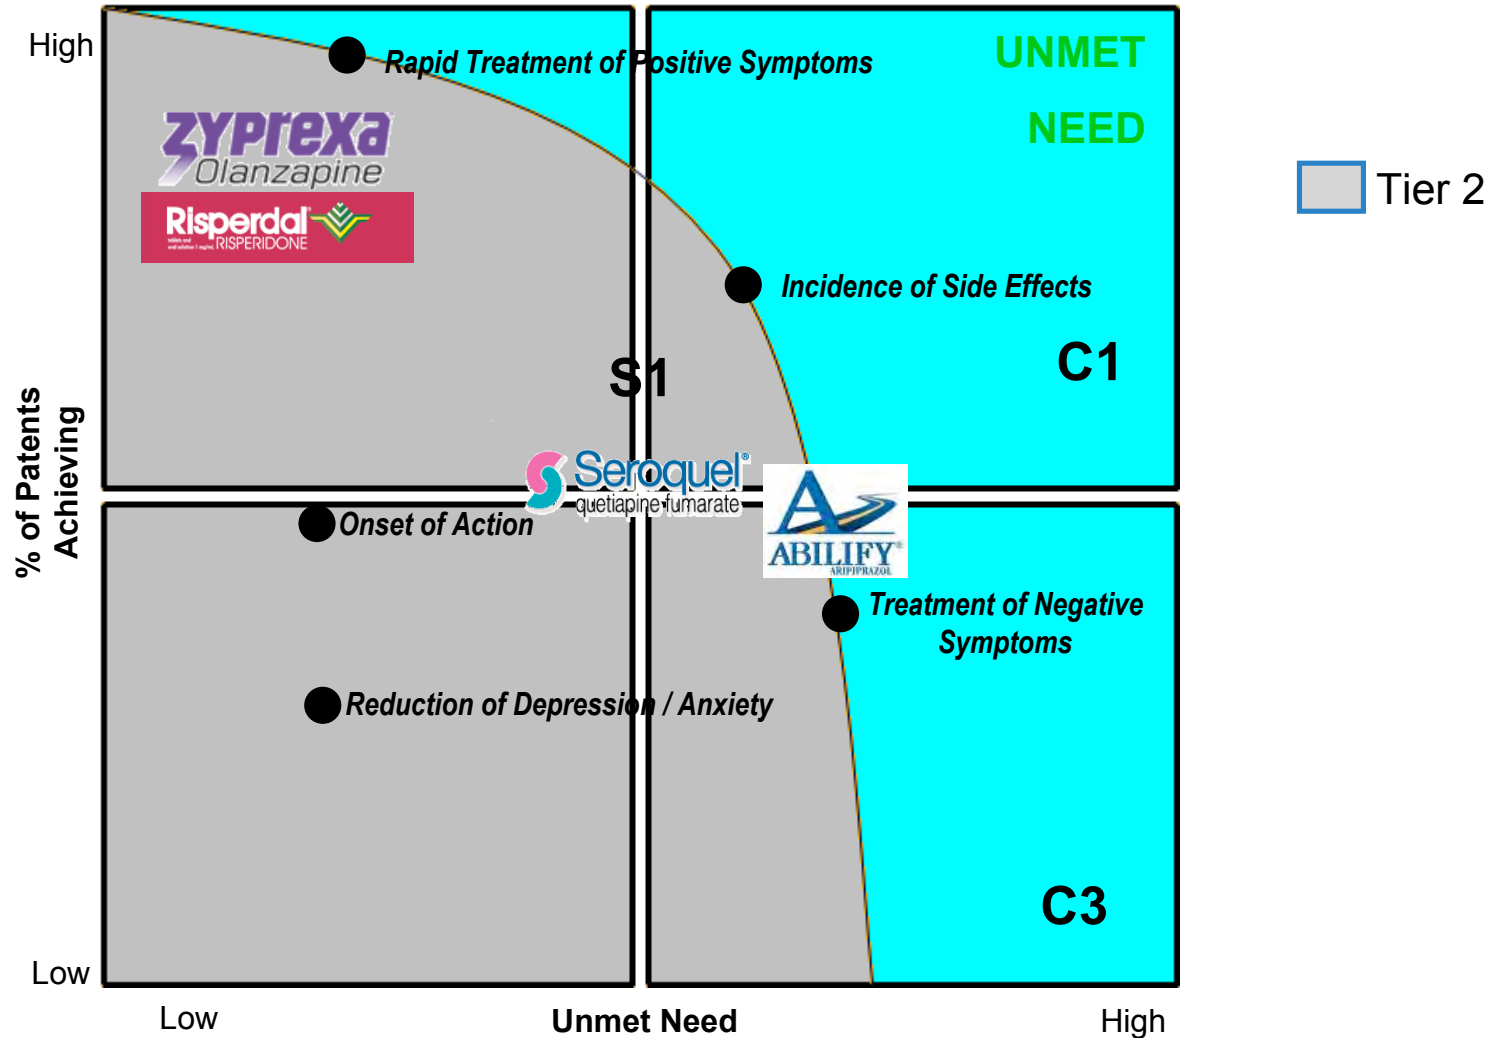 High
Rapid Treatment of Positive Symptoms
UNMET
NEED
zyprexa
Olanzapine
Risperdal
RISPERIDONE
Tier 2
Incidence of Side Effects
C1
S1
% of Patents
Achieving
Seroquel®
quetiapine fumarate
Onset of Action
ABILIFY®
ARIPIPRAZOL
Treatment of Negative
Symptoms
Reduction of Depression / Anxiety
C3
Low
Low
Unmet Need
High